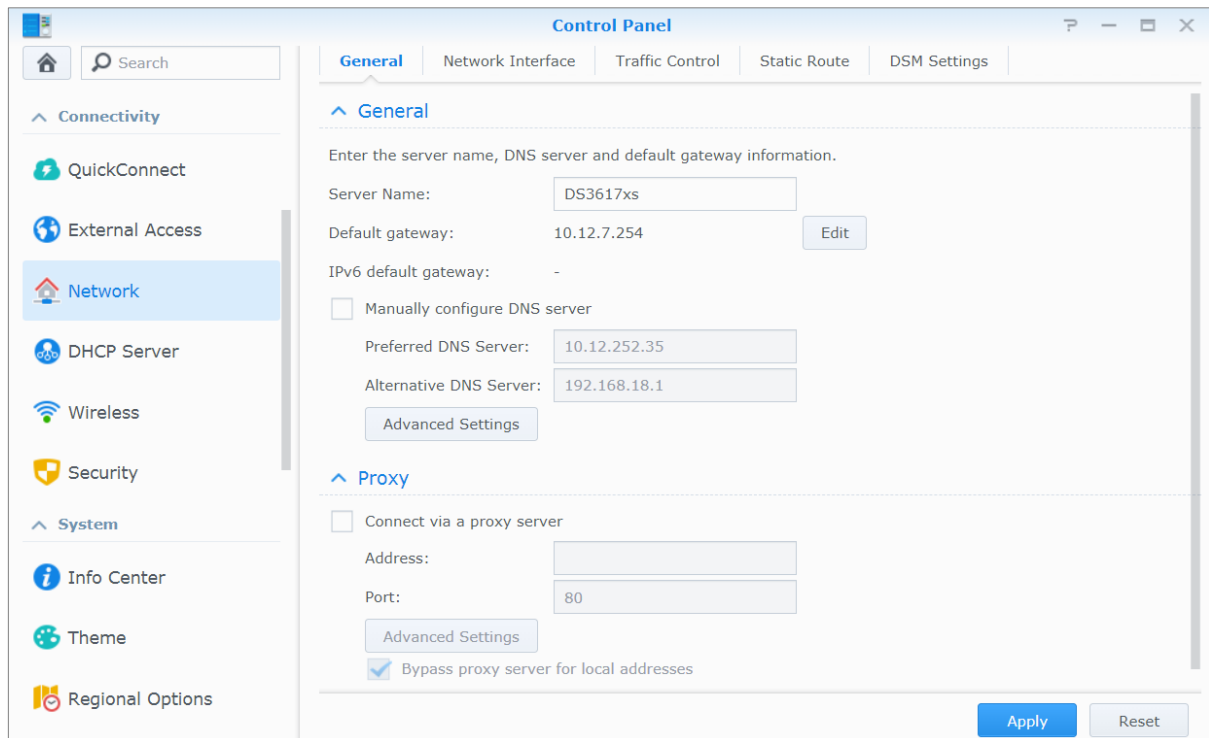 Control Panel
Search
Connectivity
QuickConnect
External Access
Network
DHCP Server
Wireless
Security
System
Info Center
Theme
Regional Options
General Network Interface Traffic Control Static Route DSM Settings
General
Enter the server name, DNS server and default gateway information.
Server Name: DS3617xs
Default gateway: 10.12.7.254 Edit
IPv6 default gateway: -
Manually configure DNS server
Preferred DNS Server: 10.12.252.35
Alternative DNS Server: 192.168.18.1
Advanced Settings
Proxy
Connect via a proxy server
Address:
Port: 80
Advanced Settings
Bypass proxy server for local addresses
Apply Reset